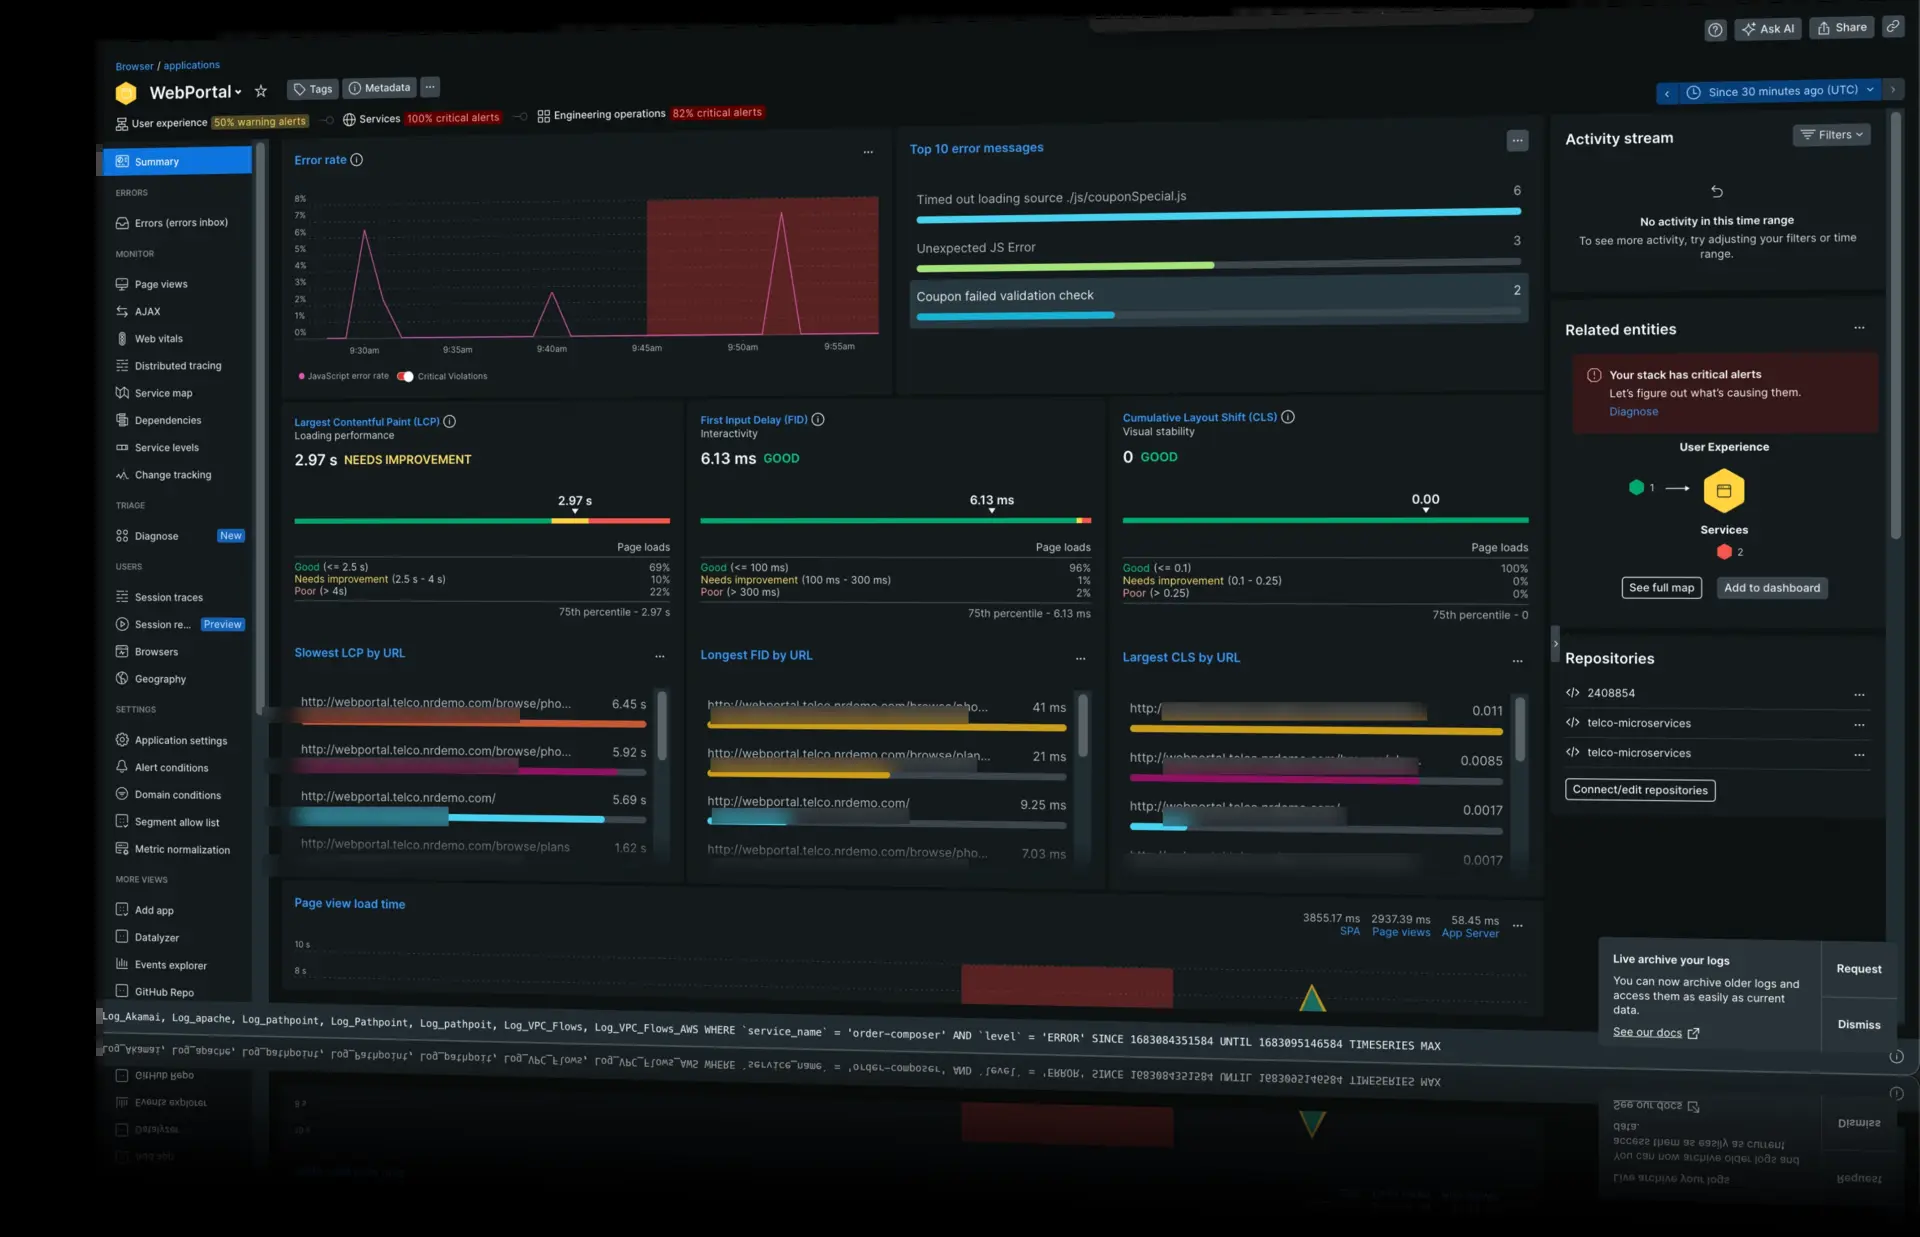 Ask AI
Share
Browser / applications
WebPortal
Tags
Metadata
...
Since 30 minutes ago (UTC)
User experience 50% warning alerts
Services 100% critical alerts
Engineering operations 82% critical alerts
Summary
ERRORS
Errors (errors inbox)
MONITOR
Page views
AJAX
Web vitals
Distributed tracing
Service map
Dependencies
Service levels
Change tracking
TRIAGE
Diagnose New
USERS
Session traces
Session re... Preview
Browsers
Geography
SETTINGS
Application settings
Alert conditions
Domain conditions
Segment allow list
Metric normalization
MORE VIEWS
Add app
Datalyzer
Events explorer
GitHub Repo
Error rate
8%
7%
6%
5%
4%
3%
2%
1%
0%
9:30am 9:35am 9:40am 9:45am 9:50am 9:55am
JavaScript error rate Critical Violations
Top 10 error messages
Timed out loading source ./js/couponSpecial.js 6
Unexpected JS Error 3
Coupon failed validation check 2
Largest Contentful Paint (LCP)
Loading performance
2.97 s NEEDS IMPROVEMENT
2.97 s
Page loads
Good (<= 2.5 s) 69%
Needs improvement (2.5 s - 4 s) 10%
Poor (> 4s) 22%
75th percentile - 2.97 s
First Input Delay (FID)
Interactivity
6.13 ms GOOD
6.13 ms
Page loads
Good (<= 100 ms) 96%
Needs improvement (100 ms - 300 ms) 1%
Poor (> 300 ms) 2%
75th percentile - 6.13 ms
Cumulative Layout Shift (CLS)
Visual stability
0 GOOD
0.00
Page loads
Good (<= 0.1) 100%
Needs improvement (0.1 - 0.25) 0%
Poor (> 0.25) 0%
75th percentile - 0
Slowest LCP by URL
http://webportal.telco.nrdemo.com/browse/pho... 6.45 s
http://webportal.telco.nrdemo.com/browse/pho... 5.92 s
http://webportal.telco.nrdemo.com/ 5.69 s
http://webportal.telco.nrdemo.com/browse/plans 1.62 s
Longest FID by URL
http://webportal.telco.nrdemo.com/browse/pho... 41 ms
http://webportal.telco.nrdemo.com/browse/plan... 21 ms
http://webportal.telco.nrdemo.com/ 9.25 ms
http://webportal.telco.nrdemo.com/browse/pho... 7.03 ms
Largest CLS by URL
http:/ 0.011
0.0085
0.0017
0.0017
Page view load time
3855.17 ms 2937.39 ms 58.45 ms
SPA Page views App Server
10 s
8 s
Activity stream
Filters
No activity in this time range
To see more activity, try adjusting your filters or time
range.
Related entities
Your stack has critical alerts
Let's figure out what's causing them.
Diagnose
User Experience
1
Services
2
See full map
Add to dashboard
Repositories
2408854
telco-microservices
telco-microservices
Connect/edit repositories
Live archive your logs
You can now archive older logs and
access them as easily as current
data.
See our docs
Request
Dismiss
Log_Akamai, Log_apache, Log_pathpoint, Log_Pathpoint, Log_pathpoit, Log_VPC_Flows, Log_VPC_Flows_AWS WHERE `service_name` = 'order-composer' AND `level` = 'ERROR' SINCE 1683084351584 UNTIL 1683095146584 TIMESERIES MAX